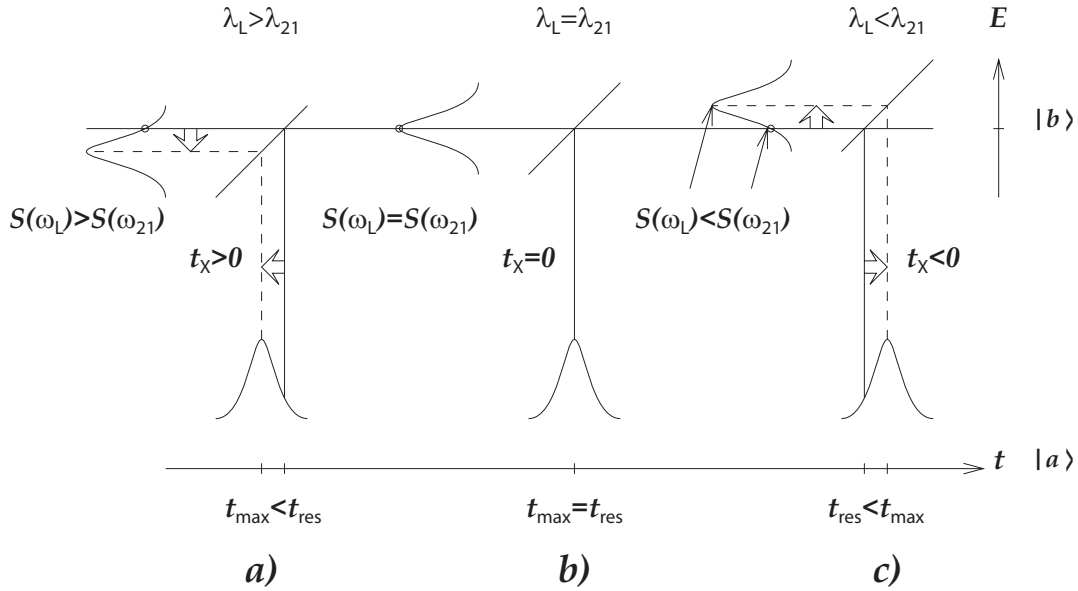 λL>λ21 λL=λ21 λL<λ21 E
|b⟩
S(ωL)>S(ω21) S(ωL)=S(ω21) S(ωL)<S(ω21)
tX>0 tX=0 tX<0
t |a⟩
tmax<tres tmax=tres tres<tmax
a) b) c)